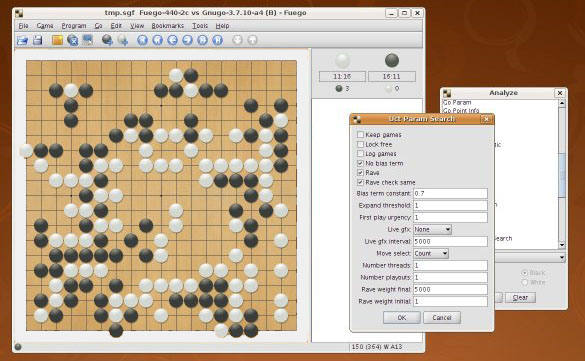 tmp.sgf Fuego-440-2c vs Gnugo-3.7.10-a4 (B) - Fuego
File Game Program Go Edit View Bookmarks Tools Help
11:16 16:11
3 0
Analyze
Go Param
Go Point Info
Uct Param Search
Keep games
Lock free
Log games
No bias term
Rave
Rave check same
Bias term constant: 0.7
Expand threshold: 1
First play urgency: 1
Live gfx: None
Live gfx interval: 5000
Move select: Count
Number threads: 1
Number playouts: 1
Rave weight final: 5000
Rave weight initial: 1
OK Cancel
Search
Black
White
Clear
150 (364) W A13